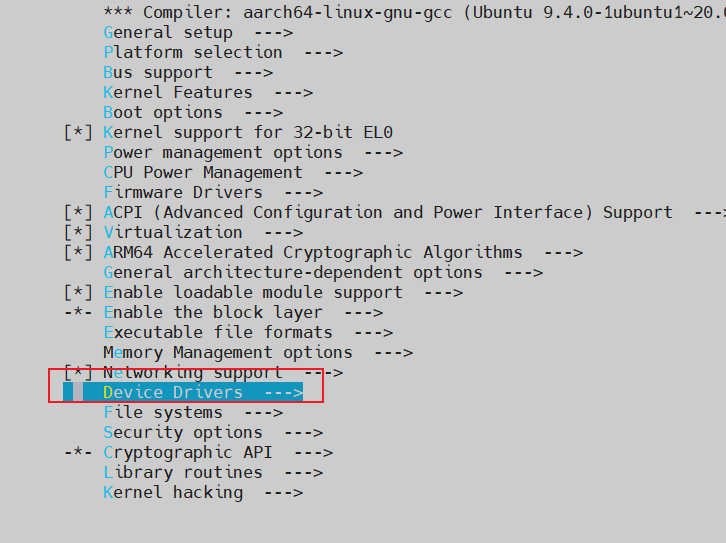 *** Compiler: aarch64-linux-gnu-gcc (Ubuntu 9.4.0-1ubuntu1~20.0
General setup --->
Platform selection --->
Bus support --->
Kernel Features --->
Boot options --->
[*] Kernel support for 32-bit EL0
Power management options --->
CPU Power Management --->
Firmware Drivers --->
[*] ACPI (Advanced Configuration and Power Interface) Support --->
[*] Virtualization --->
[*] ARM64 Accelerated Cryptographic Algorithms --->
General architecture-dependent options --->
[*] Enable loadable module support --->
-*- Enable the block layer --->
Executable file formats --->
Memory Management options --->
[*] Networking support --->
Device Drivers --->
File systems --->
Security options --->
-*- Cryptographic API --->
Library routines --->
Kernel hacking --->